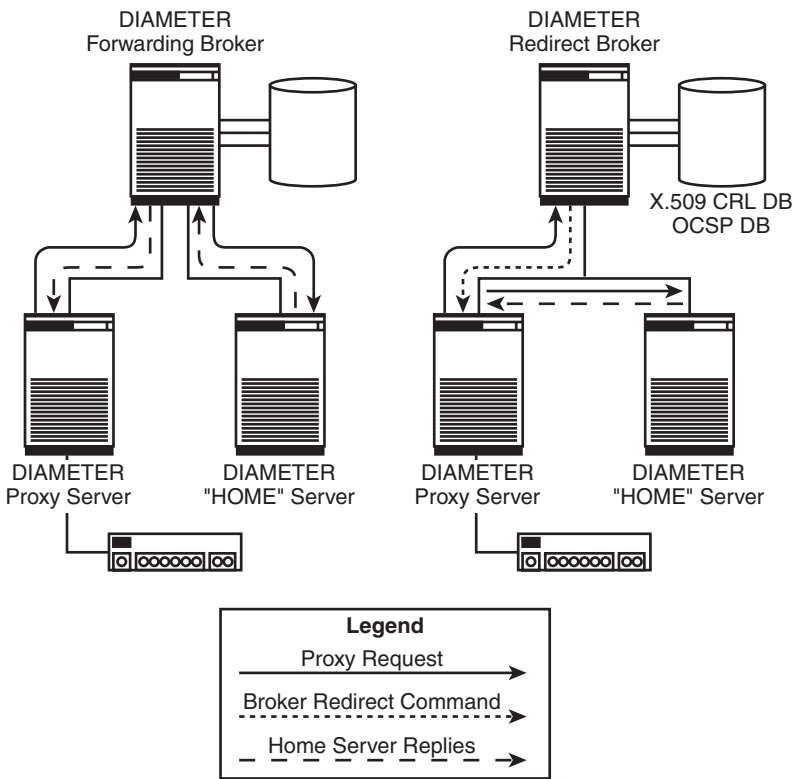 DIAMETER
Forwarding Broker
DIAMETER
Redirect Broker
X.509 CRL DB
OCSP DB
DIAMETER
Proxy Server
DIAMETER
"HOME" Server
DIAMETER
Proxy Server
DIAMETER
"HOME" Server
Legend
Proxy Request
Broker Redirect Command
Home Server Replies